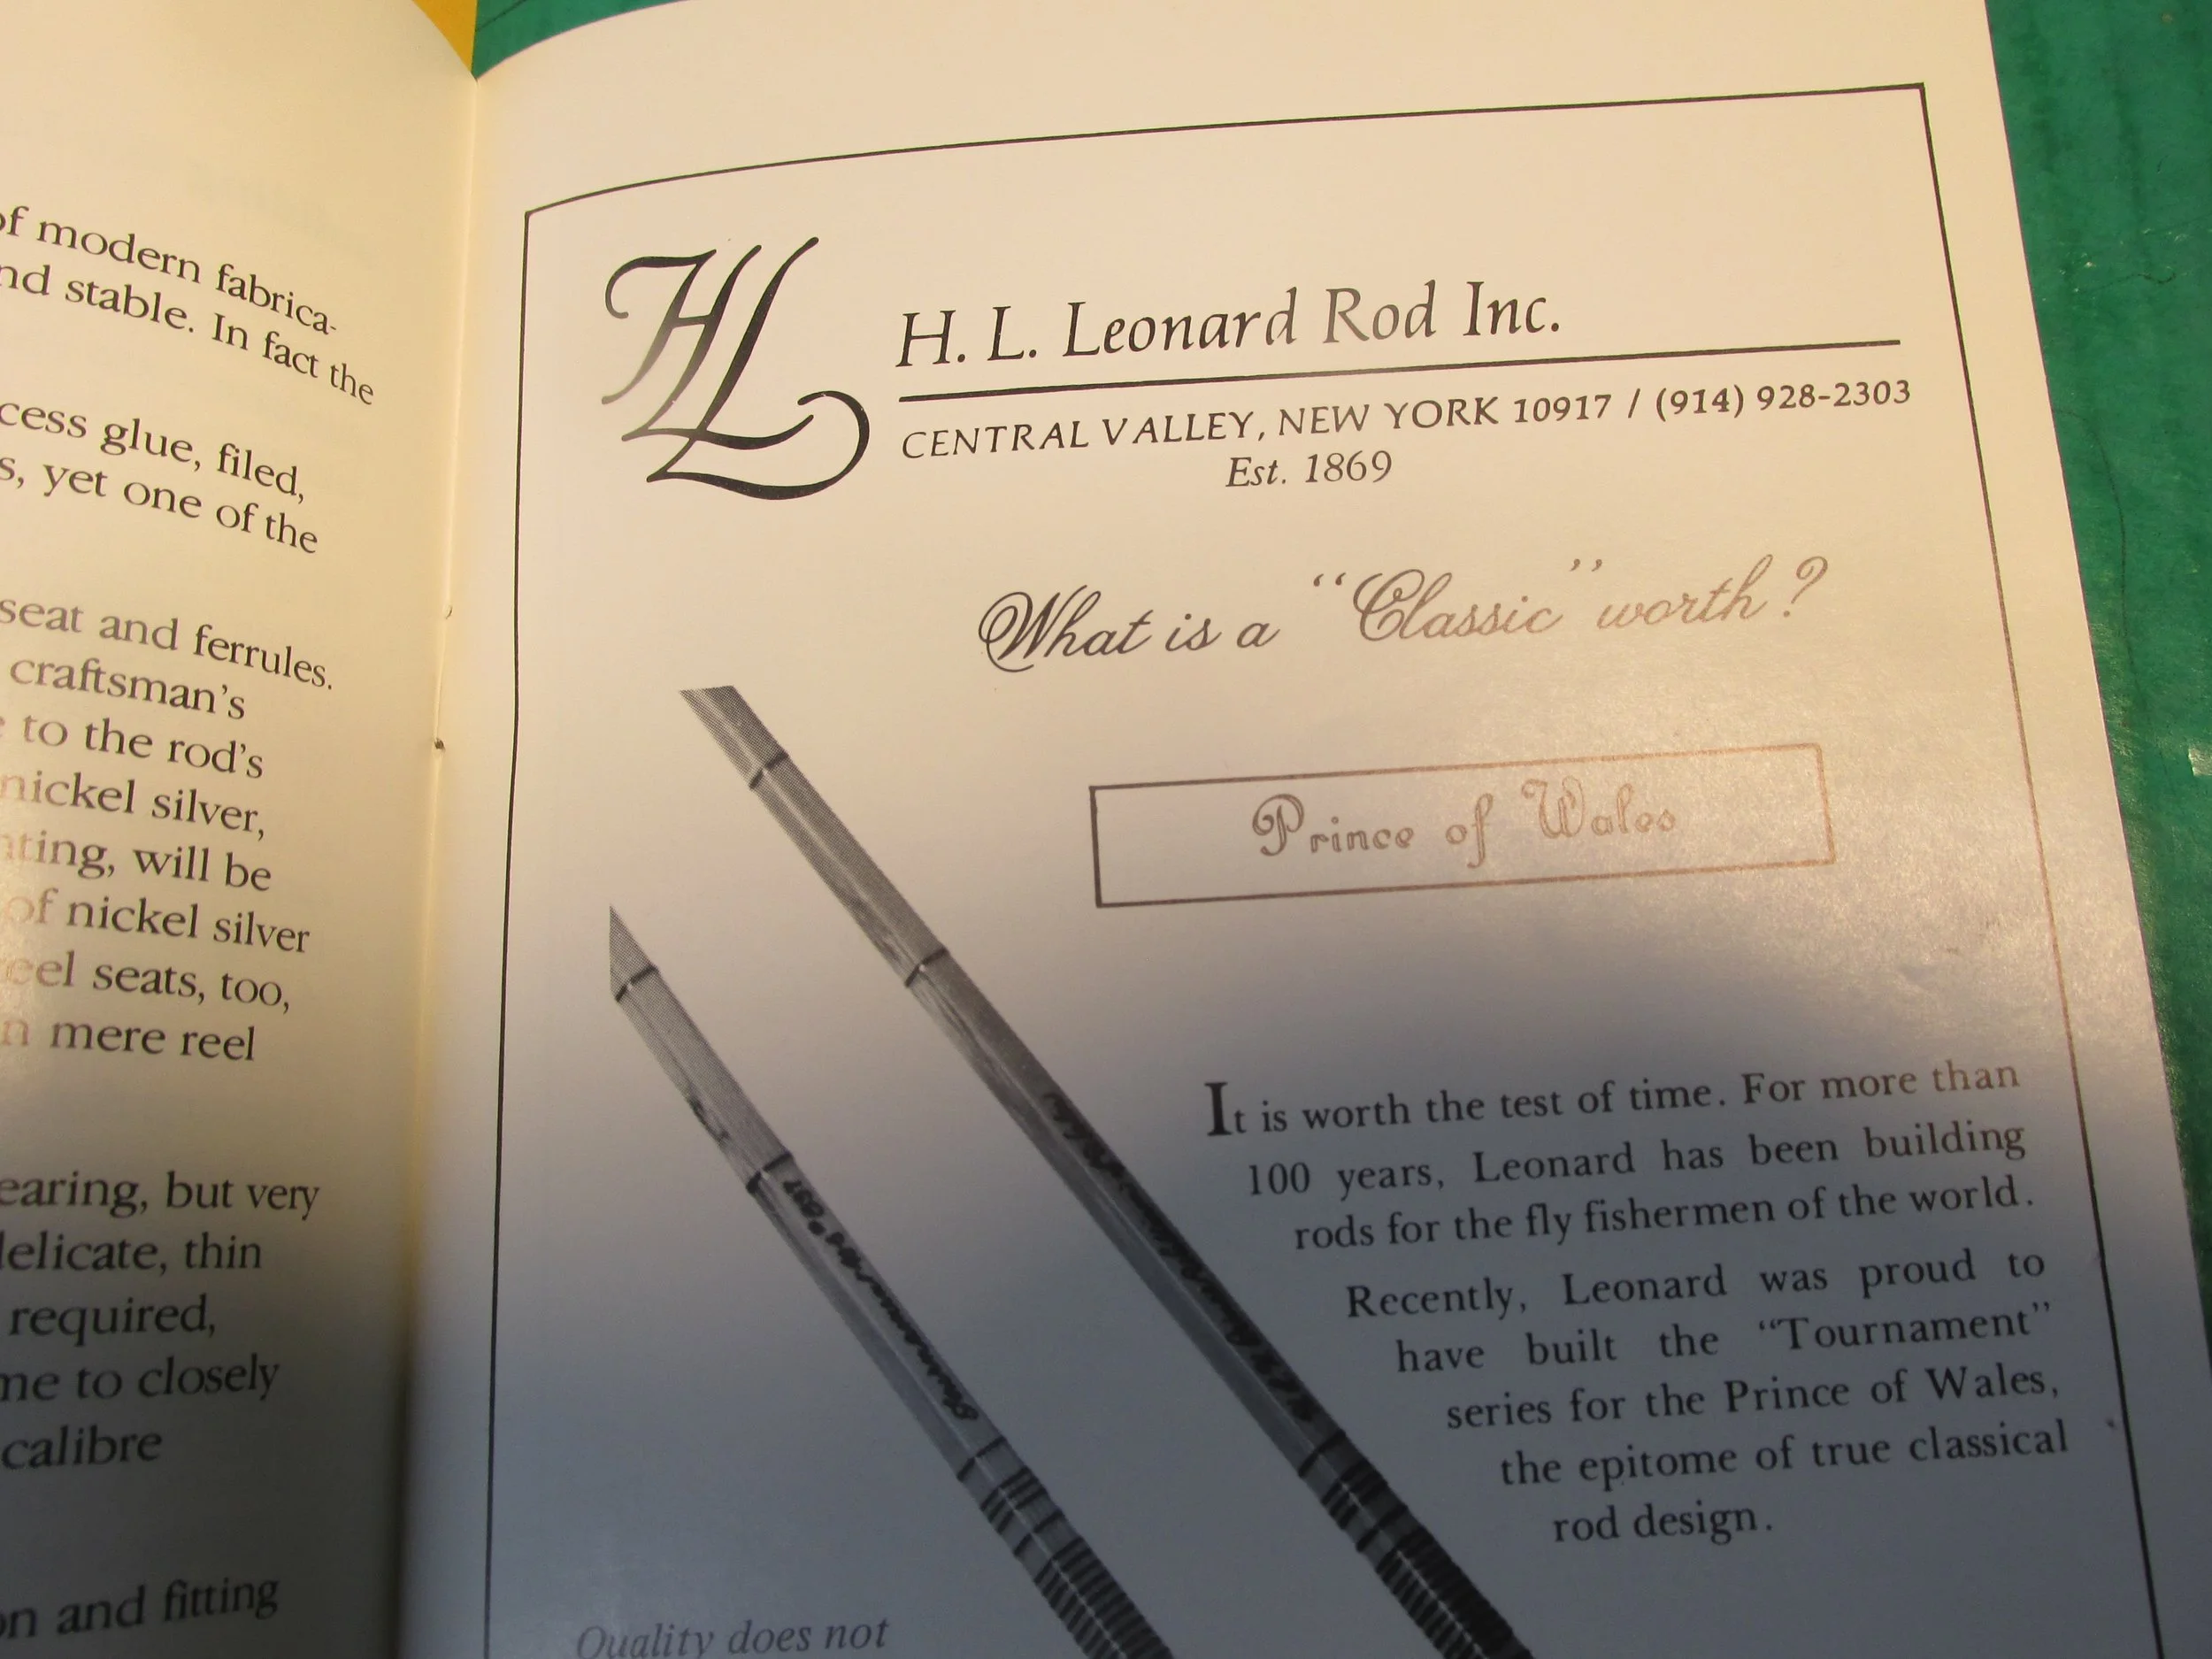 of modern fabrica-
nd stable. In fact the
cess glue, filed,
s, yet one of the
seat and ferrules.
craftsman's
to the rod's
nickel silver,
ting, will be
of nickel silver
eel seats, too,
n mere reel
earing, but very
delicate, thin
required,
me to closely
calibre
on and fitting
HL
H. L. Leonard Rod Inc.
CENTRAL VALLEY, NEW YORK 10917 / (914) 928-2303
Est. 1869
What is a "Classic" worth?
Prince of Wales
It is worth the test of time. For more than
100 years, Leonard has been building
rods for the fly fishermen of the world.
Recently, Leonard was proud to
have built the "Tournament"
series for the Prince of Wales,
the epitome of true classical
rod design.
Tournament
Quality does not